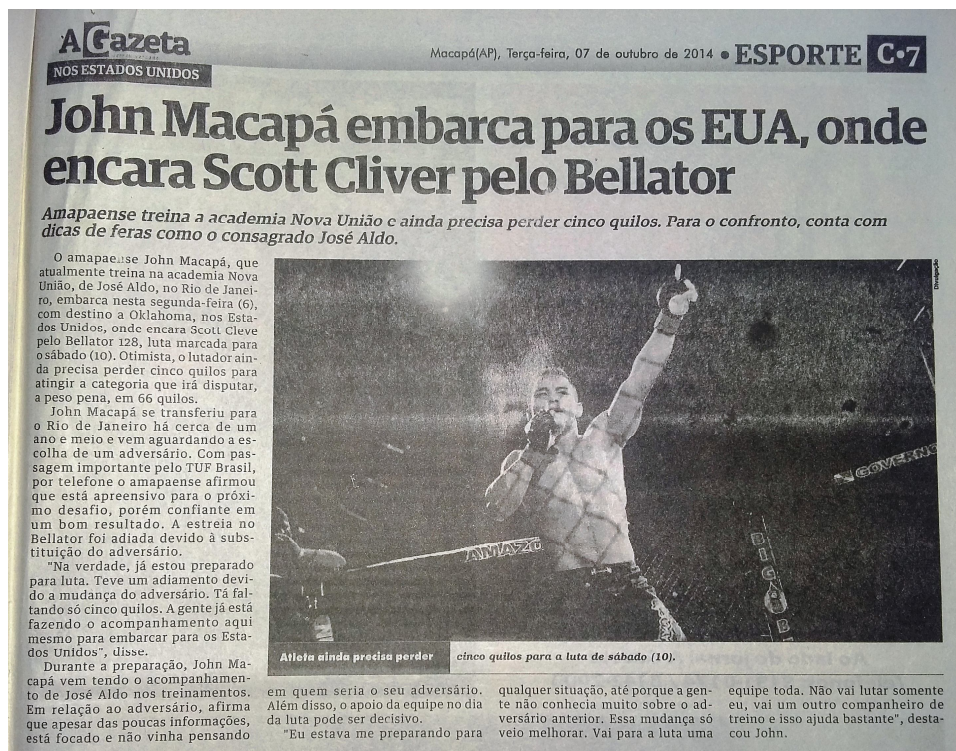 A Gazeta
Macapá(AP), Terça-feira, 07 de outubro de 2014 • ESPORTE C•7
NOS ESTADOS UNIDOS
John Macapá embarca para os EUA, onde
encara Scott Cliver pelo Bellator
Amapaense treina a academia Nova União e ainda precisa perder cinco quilos. Para o confronto, conta com
dicas de feras como o consagrado José Aldo.
O amapaense John Macapá, que
atualmente treina na academia Nova
União, de José Aldo, no Rio de Janei-
ro, embarca nesta segunda-feira (6),
com destino a Oklahoma, nos Esta-
dos Unidos, onde encara Scott Cleve
pelo Bellator 128, luta marcada para
o sábado (10). Otimista, o lutador ain-
da precisa perder cinco quilos para
atingir a categoria que irá disputar,
a peso pena, em 66 quilos.
John Macapá se transferiu para
o Rio de Janeiro há cerca de um
ano e meio e vem aguardando a es-
colha de um adversário. Com pas-
sagem importante pelo TUF Brasil,
por telefone o amapaense afirmou
que está apreensivo para o próxi-
mo desafio, porém confiante em
um bom resultado. A estreia no
Bellator foi adiada devido à subs-
tituição do adversário.
"Na verdade, já estou preparado
para luta. Teve um adiamento devi-
do a mudança do adversário. Tá fal-
tando só cinco quilos. A gente já está
fazendo o acompanhamento aqui
mesmo para embarcar para os Esta-
dos Unidos", disse.
Durante a preparação, John Ma-
capá vem tendo o acompanhamen-
to de José Aldo nos treinamentos.
Em relação ao adversário, afirma
que apesar das poucas informações,
está focado e não vinha pensando
Divulgação
GOVERNO
AMAZO
BIG
B
Atleta ainda precisa perder cinco quilos para a luta de sábado (10).
em quem seria o seu adversário.
Além disso, o apoio da equipe no dia
da luta pode ser decisivo.
"Eu estava me preparando para
qualquer situação, até porque a gen-
te não conhecia muito sobre o ad-
versário anterior. Essa mudança só
veio melhorar. Vai para a luta uma
equipe toda. Não vai lutar somente
eu, vai um outro companheiro de
treino e isso ajuda bastante", desta-
cou John.